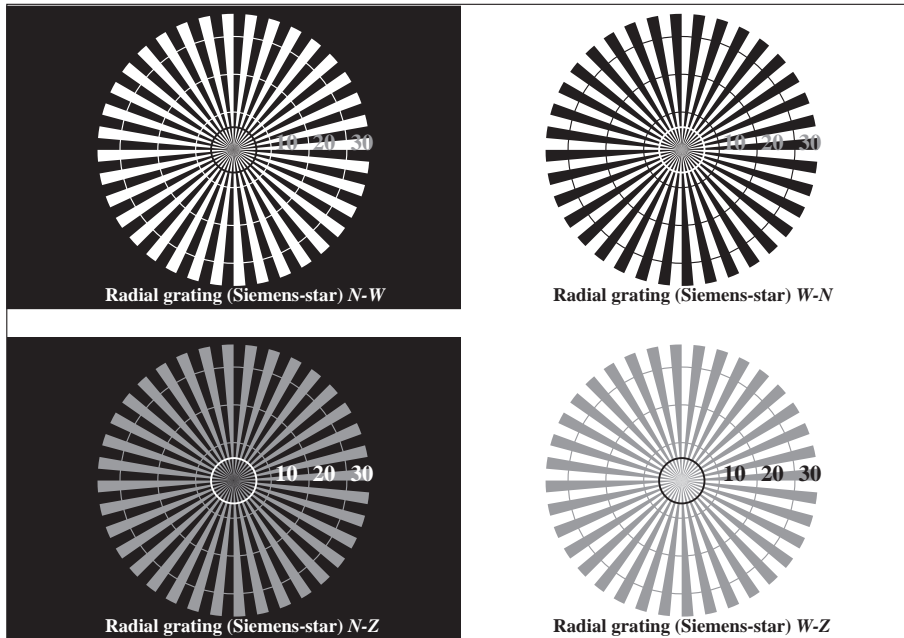 10 20 30
Radial grating (Siemens-star) N-W
10 20 30
Radial grating (Siemens-star) W-N
10 20 30
Radial grating (Siemens-star) N-Z
10 20 30
Radial grating (Siemens-star) W-Z